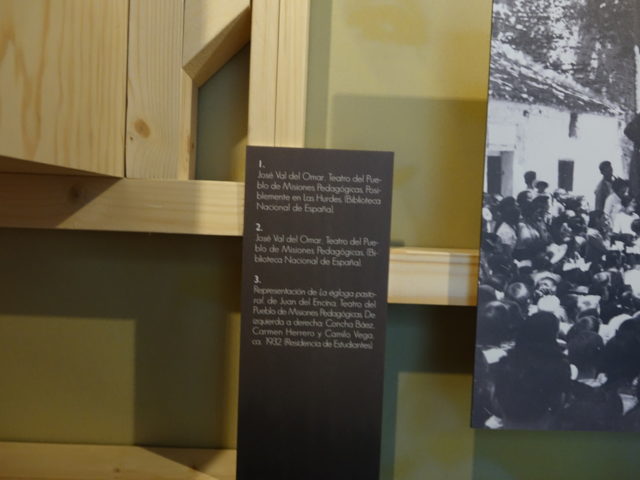 1.
José Val del Omar. Teatro del Pue-
blo de Misiones Pedagógicas. Posi-
blemente en Las Hurdes. (Biblioteca
Nacional de España).
2.
José Val del Omar. Teatro del Pue-
blo de Misiones Pedagógicas. (Bi-
blioteca Nacional de España).
3.
Representación de La égloga pasto-
ral, de Juan del Encina. Teatro del
Pueblo de Misiones Pedagógicas. De
izquierda a derecha: Concha Báez,
Carmen Herrero y Camilo Vega,
ca. 1932 (Residencia de Estudiantes)